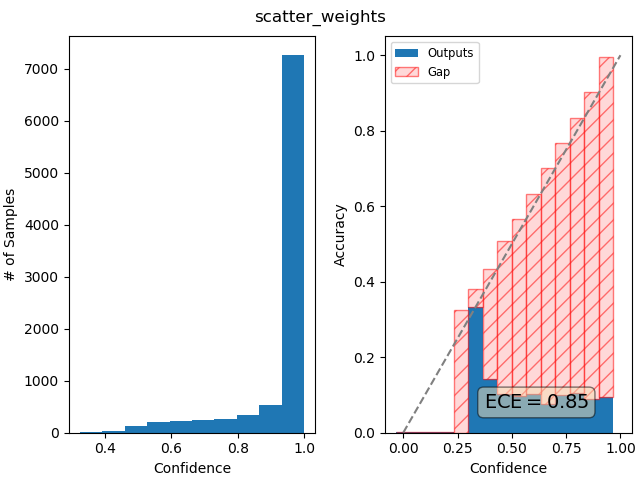 scatter_weights
7000
6000
5000
4000
3000
2000
1000
0
# of Samples
0.4 0.6 0.8 1.0
Confidence
Outputs
Gap
1.0
0.8
0.6
0.4
0.2
0.0
Accuracy
ECE = 0.85
0.00 0.25 0.50 0.75 1.00
Confidence